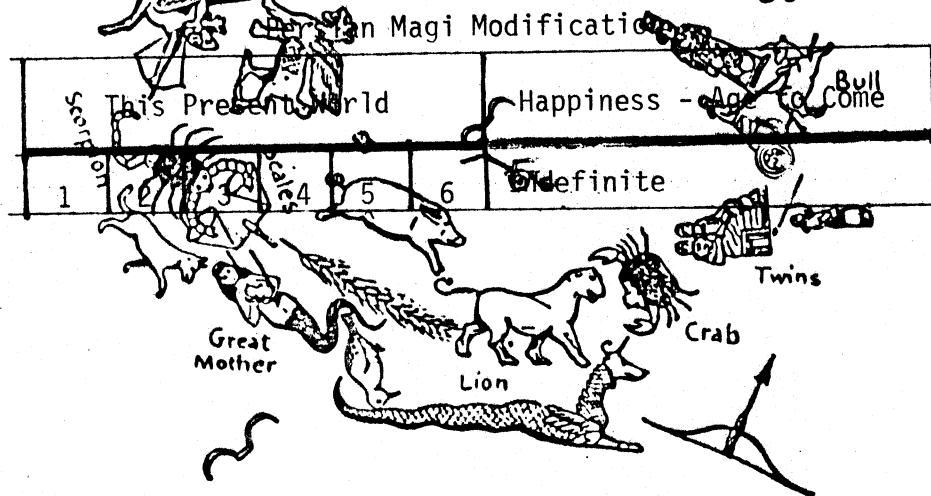 Magi Modification
Bull
This Present World
Happiness - Age to Come
Scorpion
Scales
1 2 3 4 5 6
Twins
Crab
Great
Mother
Lion